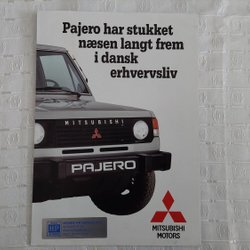 Pajero har stukket
næsen langt frem
i dansk
erhvervsliv
MITSUBISHI
PAJERO
MITSUBISHI
MOTORS